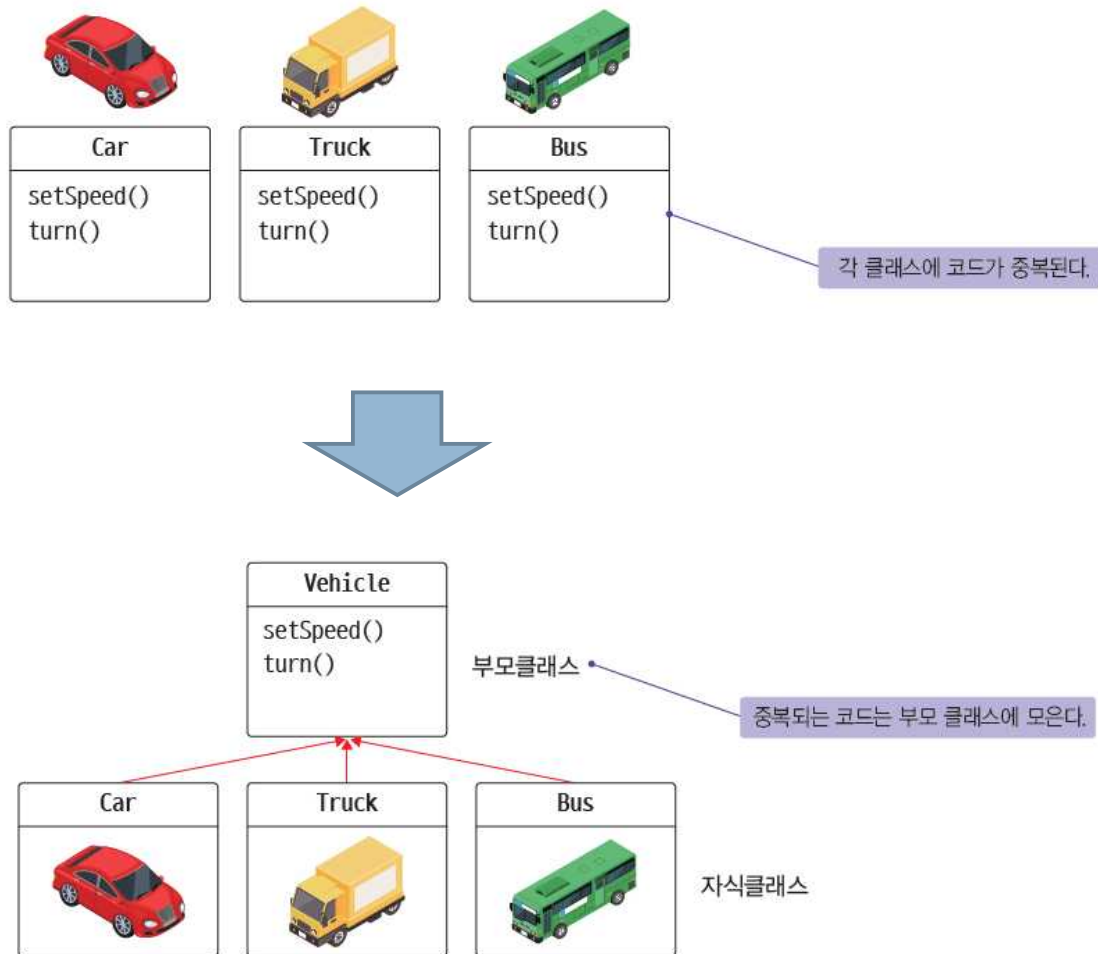 Car
setSpeed()
turn()
Truck
setSpeed()
turn()
Bus
setSpeed()
turn()
각 클래스에 코드가 중복된다.
Vehicle
setSpeed()
turn()
부모클래스
중복되는 코드는 부모 클래스에 모은다.
Car
Truck
Bus
자식클래스